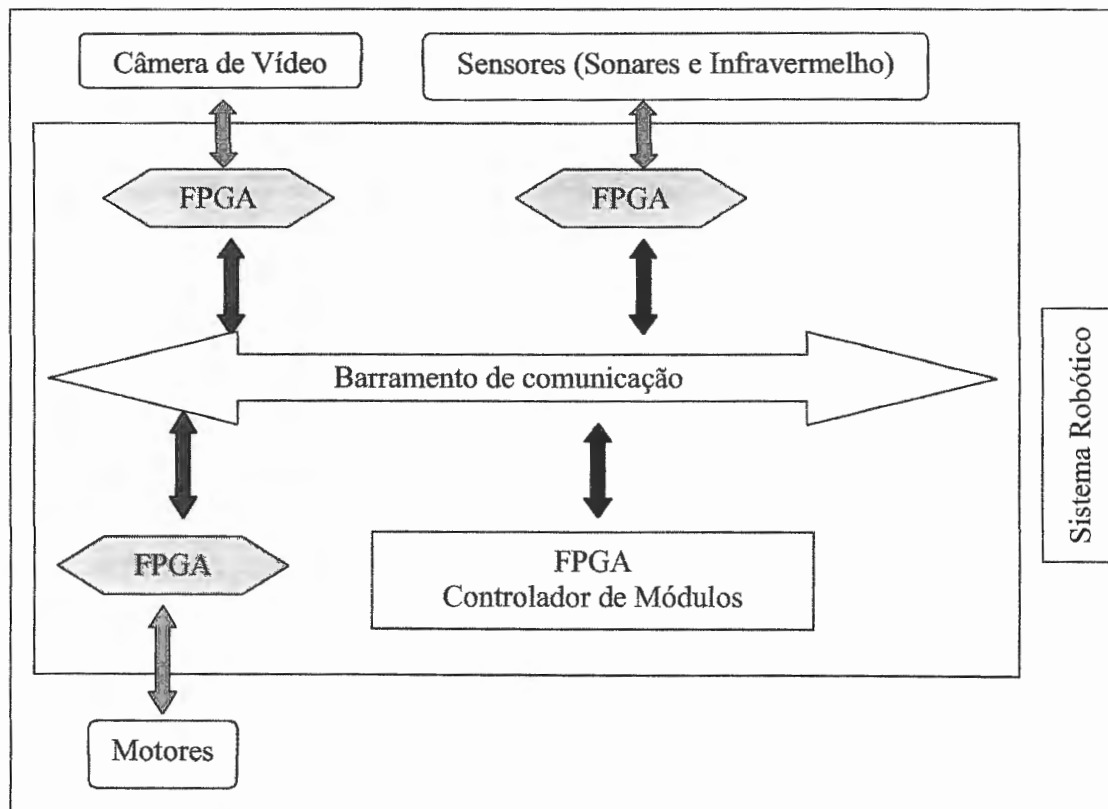 Câmera de Vídeo
Sensores (Sonares e Infravermelho)
FPGA
FPGA
Barramento de comunicação
Sistema Robótico
FPGA
FPGA
Controlador de Módulos
Motores